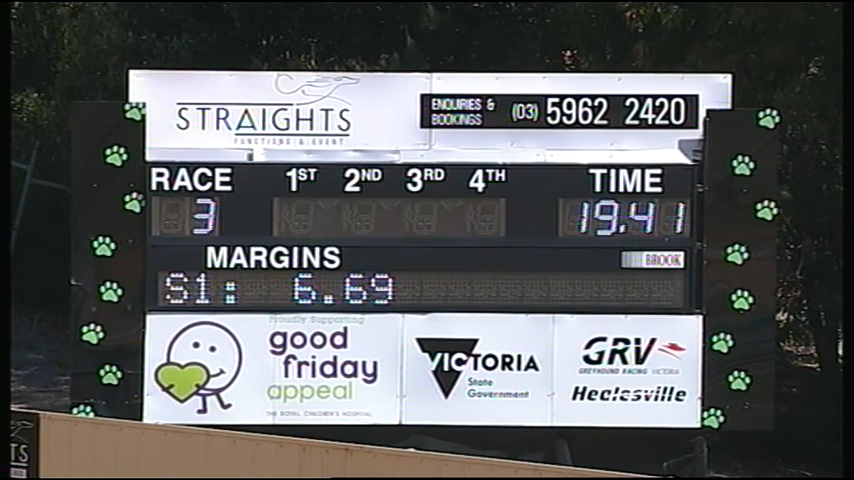 STRAIGHTS
FUNCTIONS & EVENT
ENQUIRIES & BOOKINGS (03) 5962 2420
RACE 1ST 2ND 3RD 4TH TIME
3 19.41
MARGINS BROOK
S1: 6.69
Proudly Supporting
good
friday
appeal
THE ROYAL CHILDREN'S HOSPITAL
VICTORIA
State
Government
GRV
GREYHOUND RACING VICTORIA
Healesville
TS